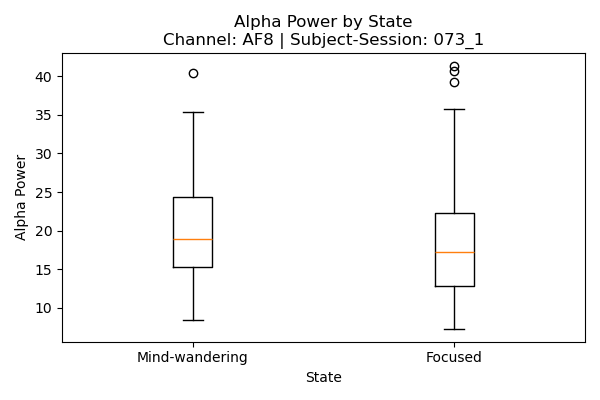 Alpha Power by State
Channel: AF8 | Subject-Session: 073_1
40
35
30
25
20
15
10
Alpha Power
Mind-wandering
Focused
State